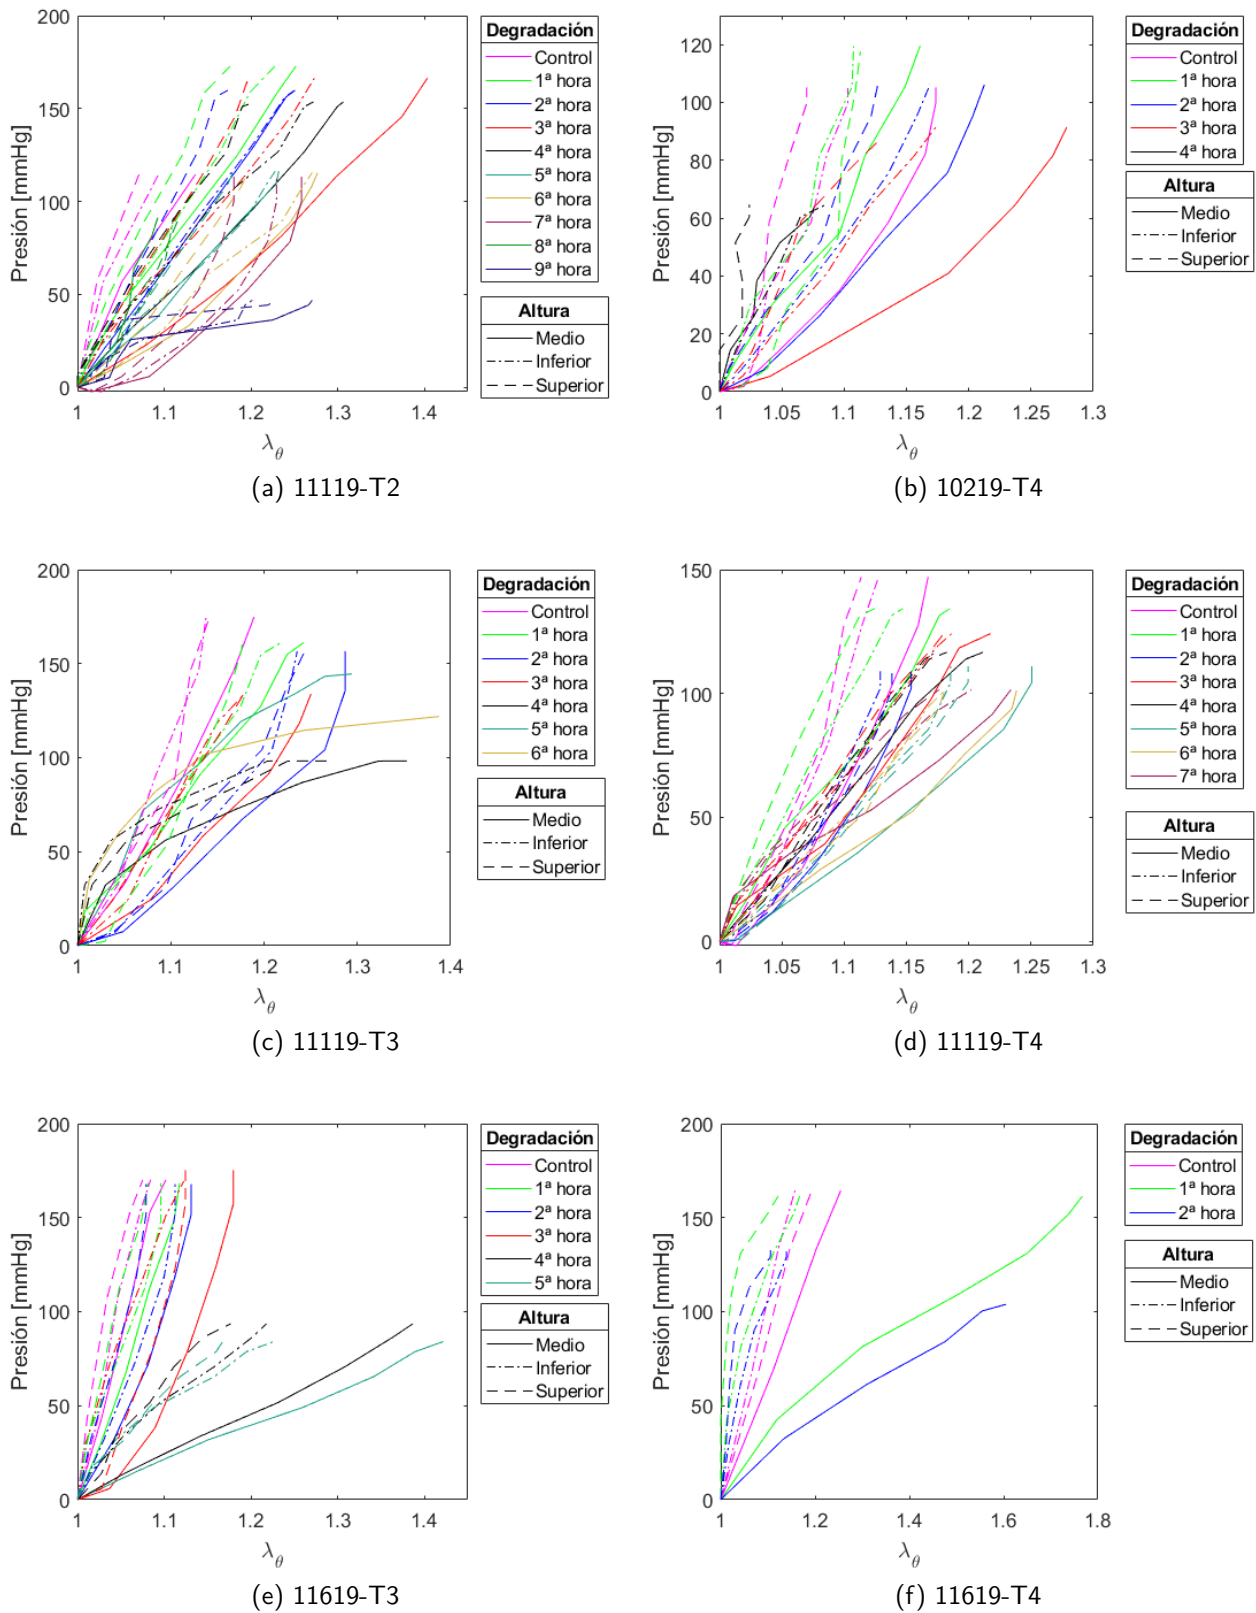 200
150
100
50
0
Presión [mmHg]
1
1.1
1.2
1.3
1.4
λθ
Degradación
Control
1ª hora
2ª hora
3ª hora
4ª hora
5ª hora
6ª hora
7ª hora
8ª hora
9ª hora
Altura
Medio
Inferior
Superior
(a) 11119-T2
120
100
80
60
40
20
0
Presión [mmHg]
1
1.05
1.1
1.15
1.2
1.25
1.3
λθ
Degradación
Control
1ª hora
2ª hora
3ª hora
4ª hora
Altura
Medio
Inferior
Superior
(b) 10219-T4
200
150
100
50
0
Presión [mmHg]
1
1.1
1.2
1.3
1.4
λθ
Degradación
Control
1ª hora
2ª hora
3ª hora
4ª hora
5ª hora
6ª hora
Altura
Medio
Inferior
Superior
(c) 11119-T3
150
100
50
0
Presión [mmHg]
1
1.05
1.1
1.15
1.2
1.25
1.3
λθ
Degradación
Control
1ª hora
2ª hora
3ª hora
4ª hora
5ª hora
6ª hora
7ª hora
Altura
Medio
Inferior
Superior
(d) 11119-T4
200
150
100
50
0
Presión [mmHg]
1
1.1
1.2
1.3
1.4
λθ
Degradación
Control
1ª hora
2ª hora
3ª hora
4ª hora
5ª hora
Altura
Medio
Inferior
Superior
(e) 11619-T3
200
150
100
50
0
Presión [mmHg]
1
1.2
1.4
1.6
1.8
λθ
Degradación
Control
1ª hora
2ª hora
Altura
Medio
Inferior
Superior
(f) 11619-T4